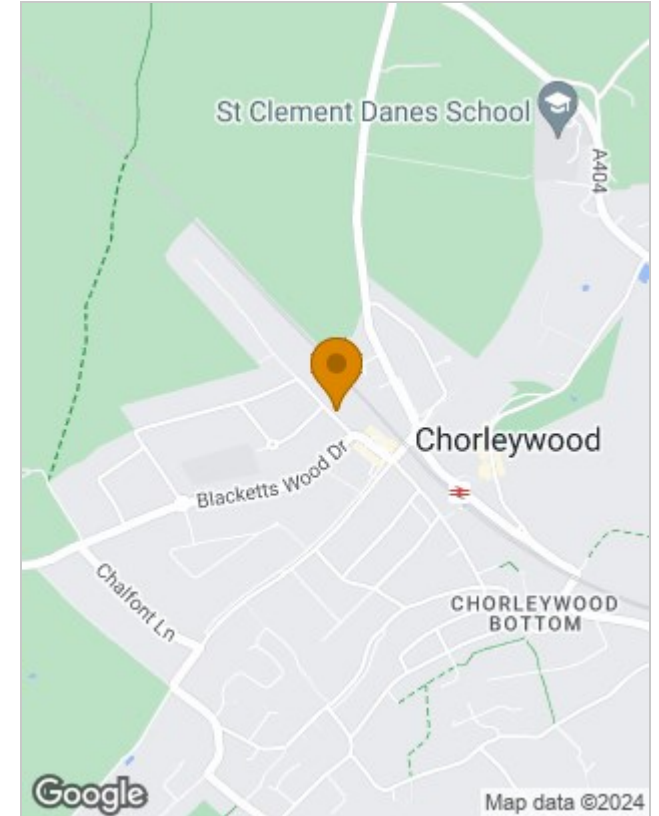 St Clement Danes School
A404
Chorleywood
Blacketts Wood Dr
Chalfont Ln
CHORLEYWOOD
BOTTOM
Google
Map data ©2024